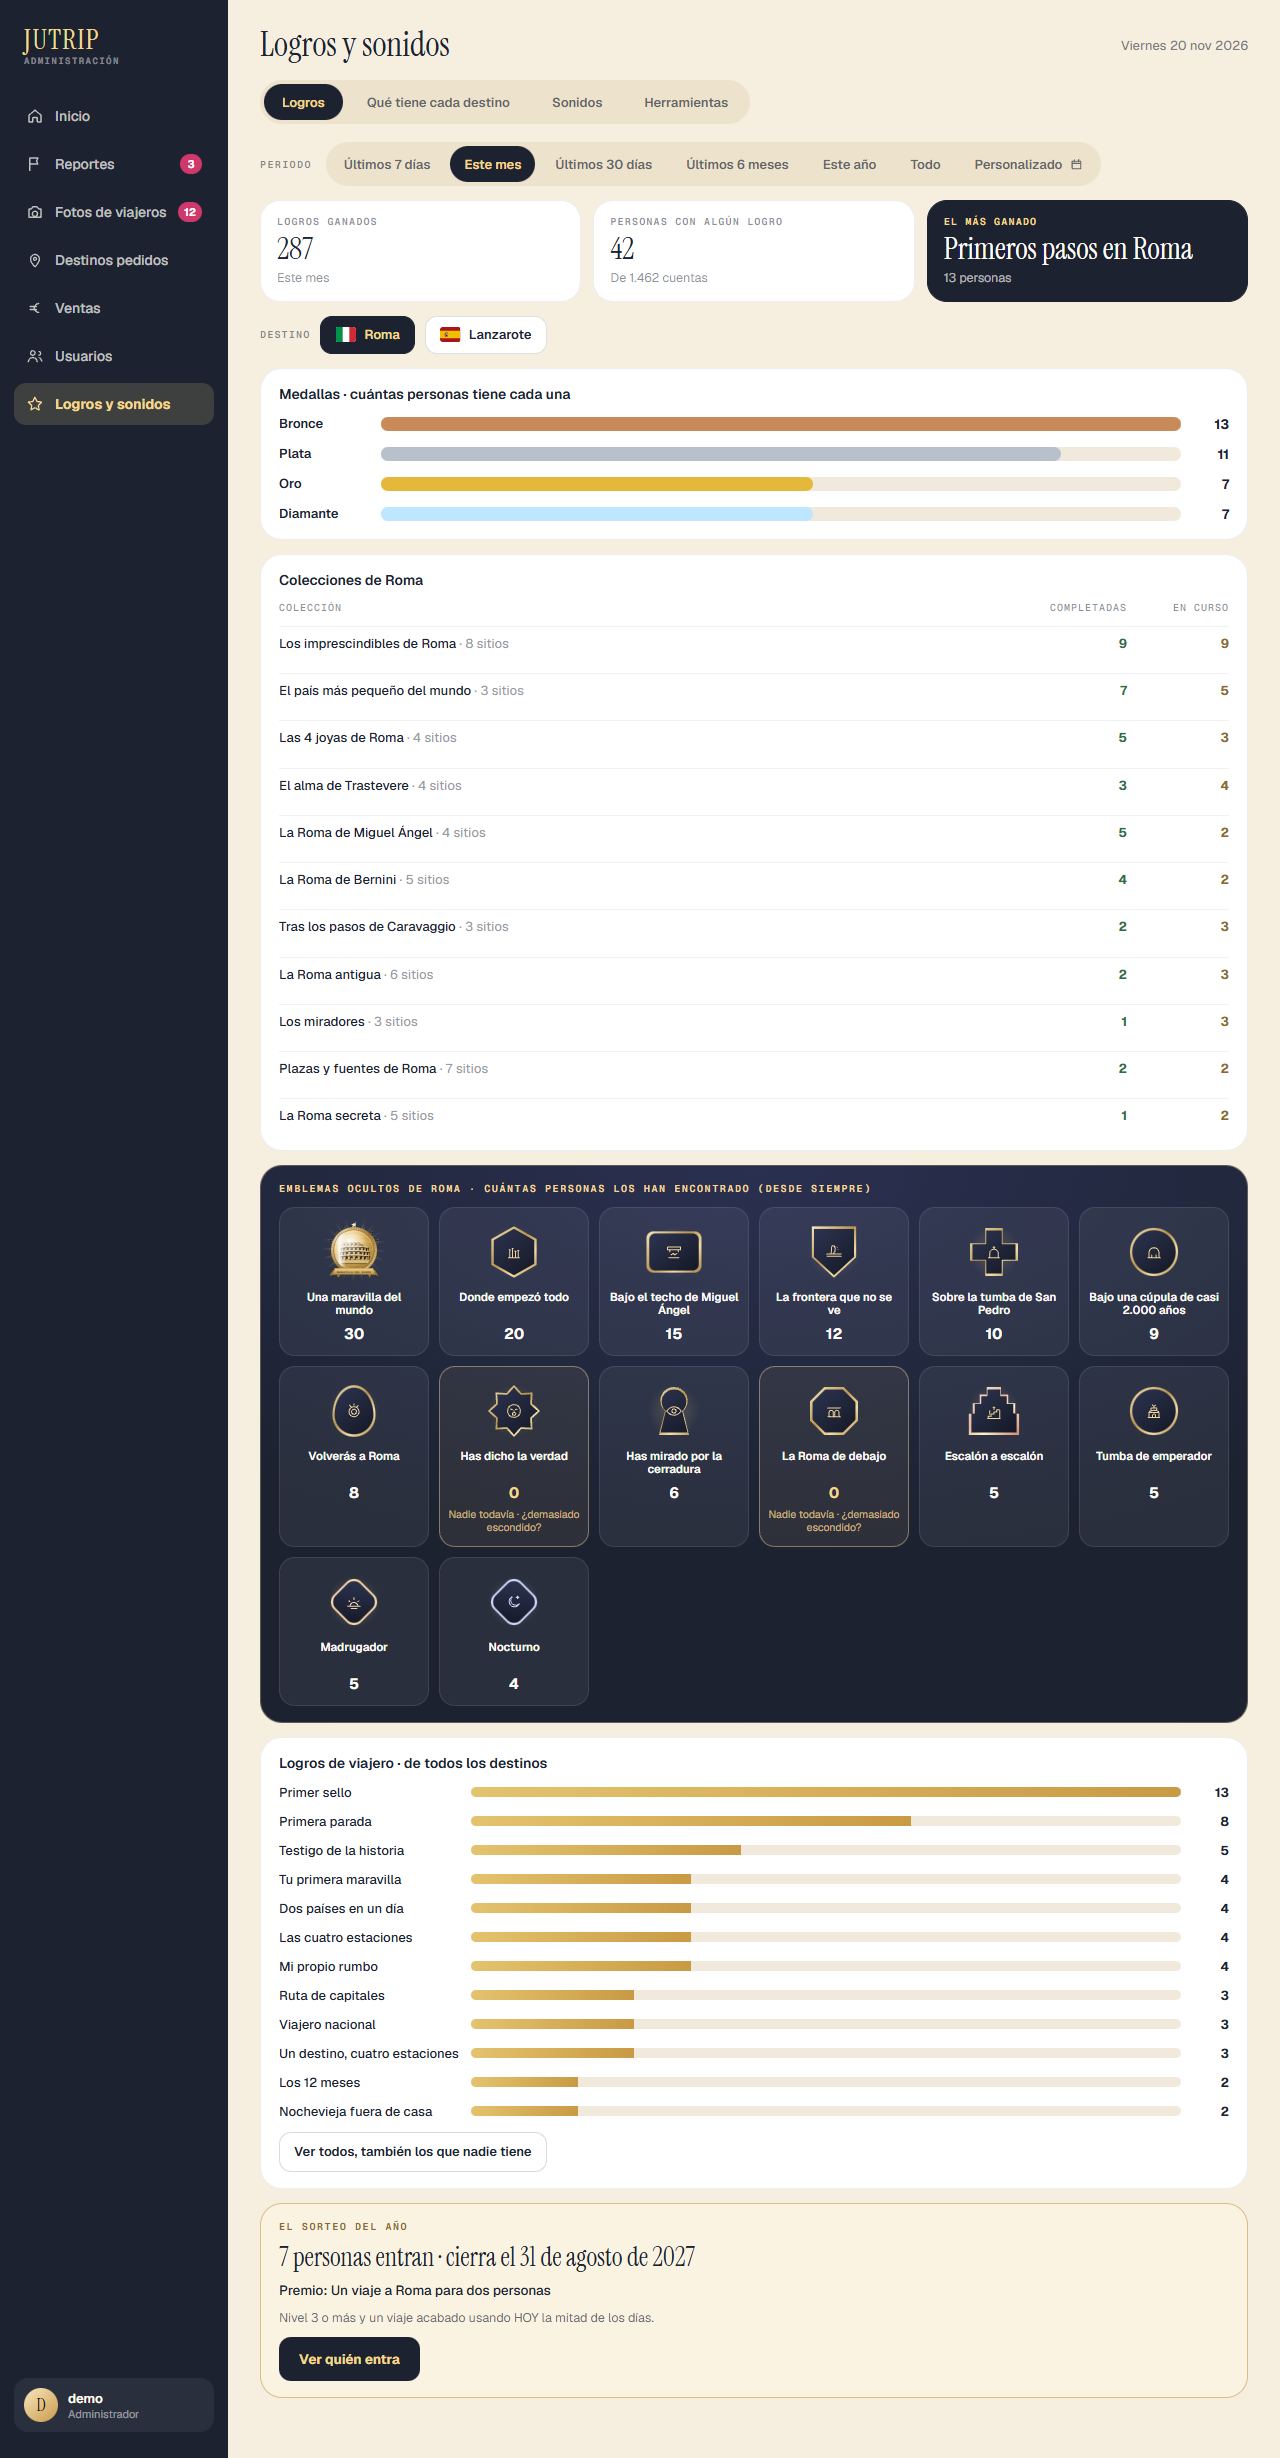 JUTRIP
ADMINISTRACIÓN
Inicio
Reportes 3
Fotos de viajeros 12
Destinos pedidos
Ventas
Usuarios
Logros y sonidos
demo
Administrador
D
Logros y sonidos
Viernes 20 nov 2026
Logros Qué tiene cada destino Sonidos Herramientas
PERIODO Últimos 7 días Este mes Últimos 30 días Últimos 6 meses Este año Todo Personalizado
LOGROS GANADOS
287
Este mes
PERSONAS CON ALGÚN LOGRO
42
De 1.462 cuentas
EL MÁS GANADO
Primeros pasos en Roma
13 personas
DESTINO Roma Lanzarote
Medallas · cuántas personas tiene cada una
Bronce 13
Plata 11
Oro 7
Diamante 7
Colecciones de Roma
COLECCIÓN COMPLETADAS EN CURSO
Los imprescindibles de Roma · 8 sitios 9 9
El país más pequeño del mundo · 3 sitios 7 5
Las 4 joyas de Roma · 4 sitios 5 3
El alma de Trastevere · 4 sitios 3 4
La Roma de Miguel Ángel · 4 sitios 5 2
La Roma de Bernini · 5 sitios 4 2
Tras los pasos de Caravaggio · 3 sitios 2 3
La Roma antigua · 6 sitios 2 3
Los miradores · 3 sitios 1 3
Plazas y fuentes de Roma · 7 sitios 2 2
La Roma secreta · 5 sitios 1 2
EMBLEMAS OCULTOS DE ROMA · CUÁNTAS PERSONAS LOS HAN ENCONTRADO (DESDE SIEMPRE)
Una maravilla del
mundo
30
Donde empezó todo
20
Bajo el techo de Miguel
Ángel
15
La frontera que no se
ve
12
Sobre la tumba de San
Pedro
10
Bajo una cúpula de casi
2.000 años
9
Volverás a Roma
8
Has dicho la verdad
0
Nadie todavía · ¿demasiado
escondido?
Has mirado por la
cerradura
6
La Roma de debajo
0
Nadie todavía · ¿demasiado
escondido?
Escalón a escalón
5
Tumba de emperador
5
Madrugador
5
Nocturno
4
Logros de viajero · de todos los destinos
Primer sello 13
Primera parada 8
Testigo de la historia 5
Tu primera maravilla 4
Dos países en un día 4
Las cuatro estaciones 4
Mi propio rumbo 4
Ruta de capitales 3
Viajero nacional 3
Un destino, cuatro estaciones 3
Los 12 meses 2
Nochevieja fuera de casa 2
Ver todos, también los que nadie tiene
EL SORTEO DEL AÑO
7 personas entran · cierra el 31 de agosto de 2027
Premio: Un viaje a Roma para dos personas
Nivel 3 o más y un viaje acabado usando HOY la mitad de los días.
Ver quién entra